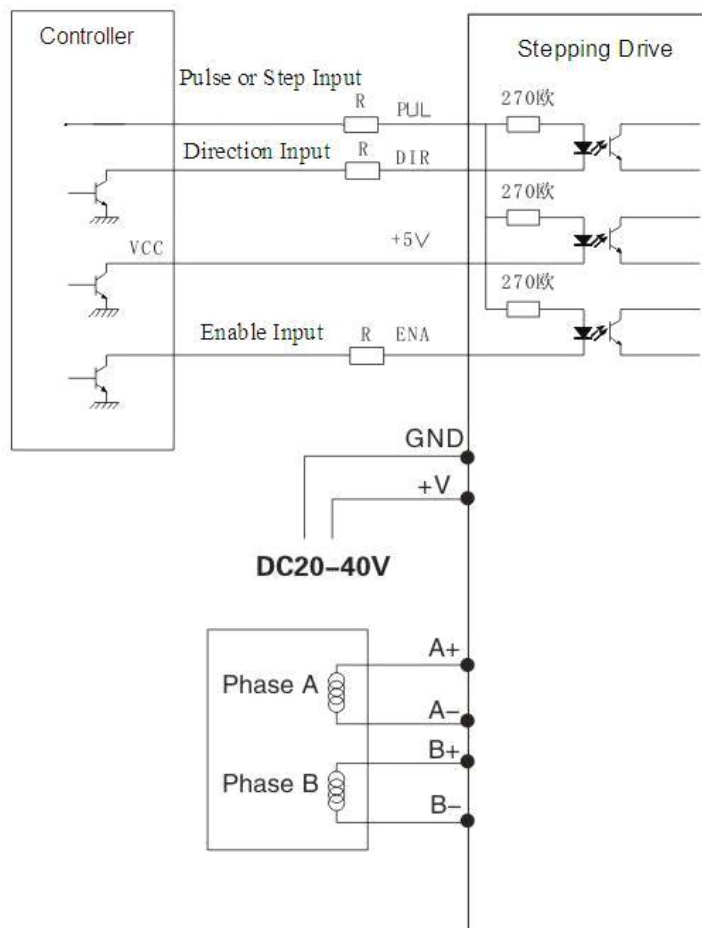 Controller
Stepping Drive
Pulse or Step Input
R
PUL
270欧
Direction Input
R
DIR
270欧
VCC
+5V
270欧
Enable Input
R
ENA
GND
+V
DC20-40V
A+
Phase A
A-
B+
Phase B
B-